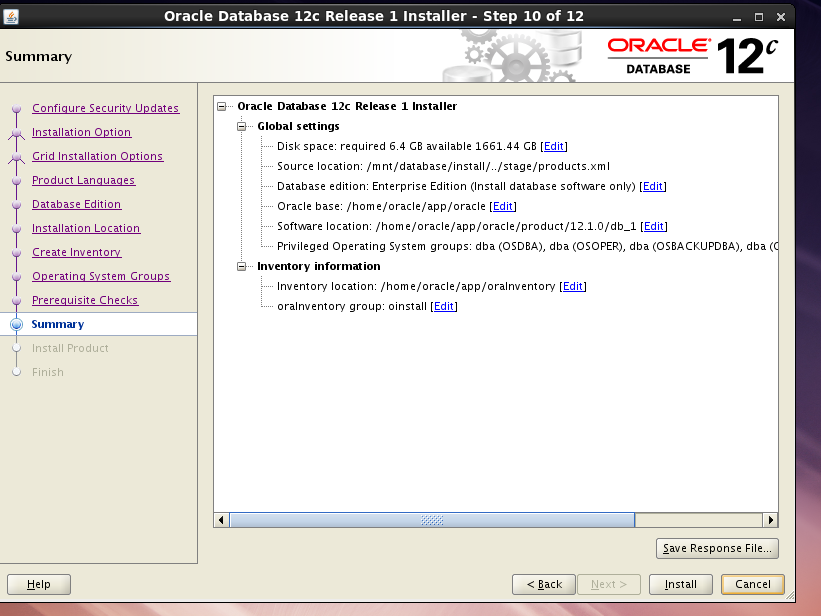 Oracle Database 12c Release 1 Installer - Step 10 of 12
Summary
ORACLE®
DATABASE
12c
Configure Security Updates
Installation Option
Grid Installation Options
Product Languages
Database Edition
Installation Location
Create Inventory
Operating System Groups
Prerequisite Checks
Summary
Install Product
Finish
Oracle Database 12c Release 1 Installer
Global settings
Disk space: required 6.4 GB available 1661.44 GB [Edit]
Source location: /mnt/database/install/../stage/products.xml
Database edition: Enterprise Edition (Install database software only) [Edit]
Oracle base: /home/oracle/app/oracle [Edit]
Software location: /home/oracle/app/oracle/product/12.1.0/db_1 [Edit]
Privileged Operating System groups: dba (OSDBA), dba (OSOPER), dba (OSBACKUPDBA), dba (
Inventory information
Inventory location: /home/oracle/app/oraInventory [Edit]
oraInventory group: oinstall [Edit]
Save Response File...
Help
< Back
Next >
Install
Cancel